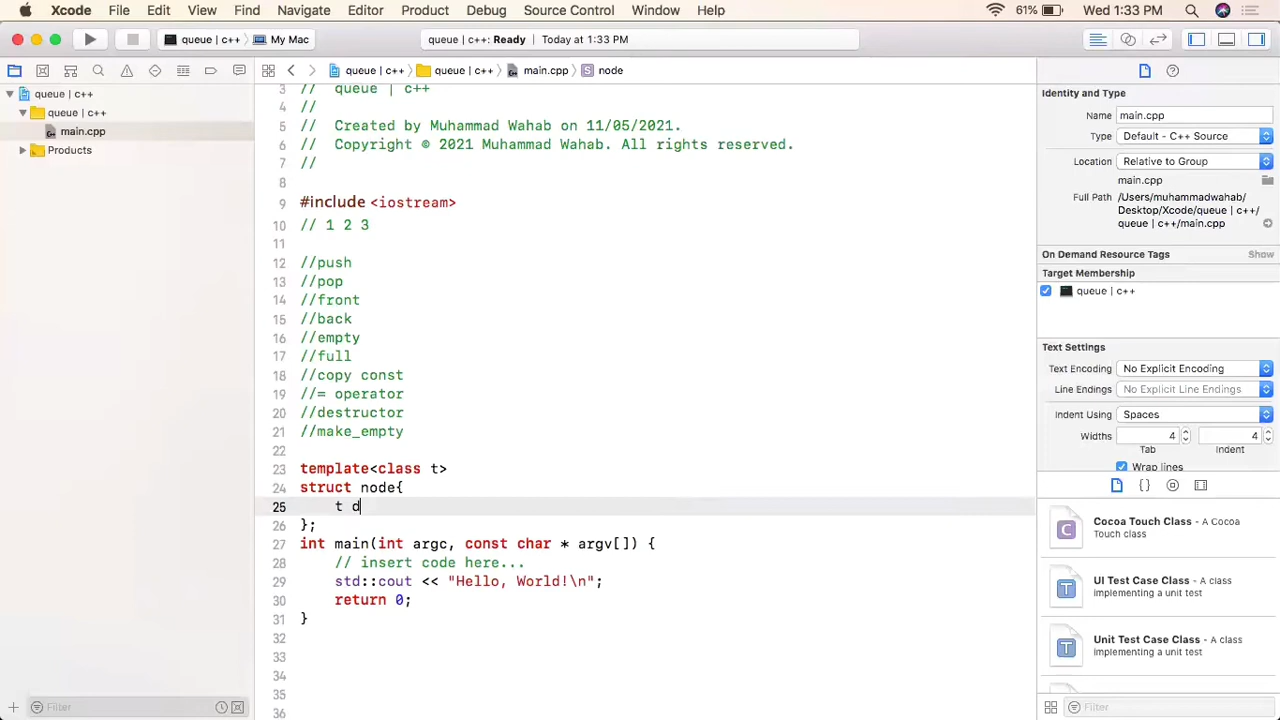 Xcode File Edit View Find Navigate Editor Product Debug Source Control Window Help 61% Wed 1:33 PM
queue | c++ My Mac queue | c++: Ready Today at 1:33 PM
queue | c++ queue | c++ main.cpp node
queue | c++
queue | c++
main.cpp
Products
3 // queue | c++
4 //
5 // Created by Muhammad Wahab on 11/05/2021.
6 // Copyright © 2021 Muhammad Wahab. All rights reserved.
7 //
8
9 #include <iostream>
10 // 1 2 3
11
12 //push
13 //pop
14 //front
15 //back
16 //empty
17 //full
18 //copy const
19 //= operator
20 //destructor
21 //make_empty
22
23 template<class t>
24 struct node{
25 t d
26 };
27 int main(int argc, const char * argv[]) {
28 // insert code here...
29 std::cout << "Hello, World!\n";
30 return 0;
31 }
32
33
34
35
36
Identity and Type
Name main.cpp
Type Default - C++ Source
Location Relative to Group
main.cpp
Full Path /Users/muhammadwahab/
Desktop/Xcode/queue | c++/
queue | c++/main.cpp
On Demand Resource Tags Show
Target Membership
queue | c++
Text Settings
Text Encoding No Explicit Encoding
Line Endings No Explicit Line Endings
Indent Using Spaces
Widths 4 4
Tab Indent
Wrap lines
Cocoa Touch Class - A Cocoa
Touch class
UI Test Case Class - A class
implementing a unit test
Unit Test Case Class - A class
implementing a unit test
Filter
Filter